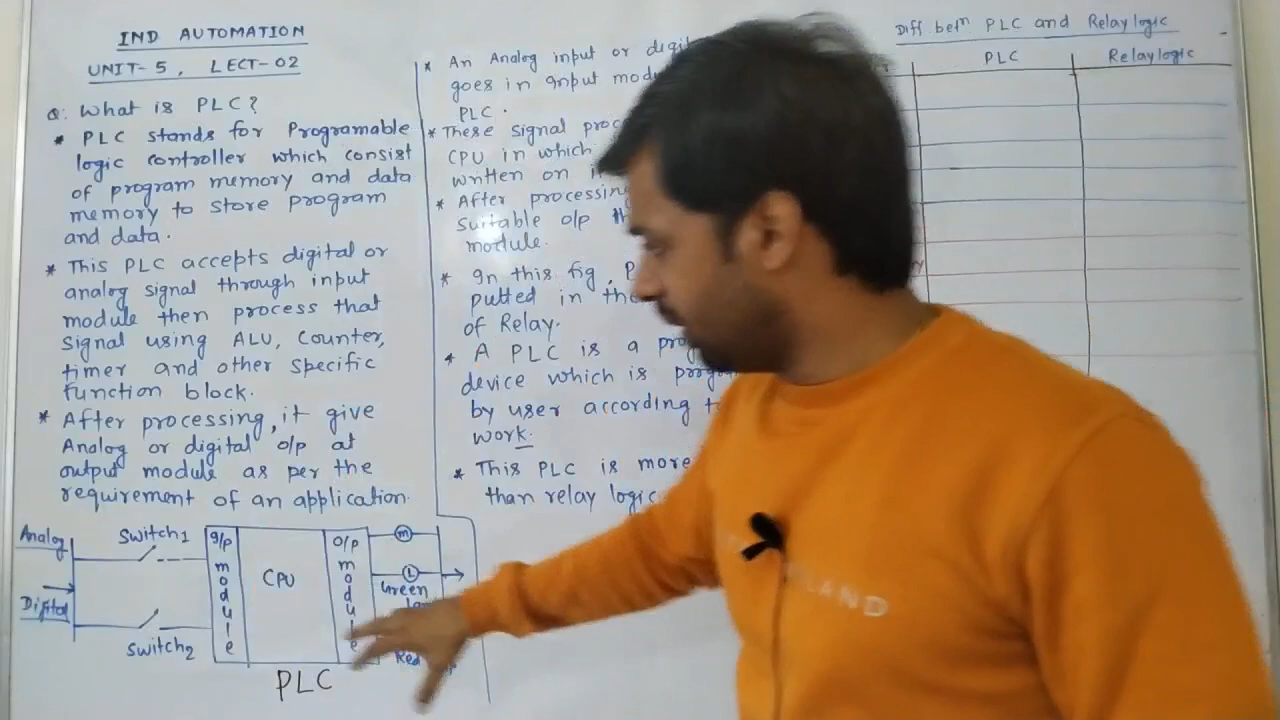 IND AUTOMATION
UNIT-5, LECT-02
Q: What is PLC?
* PLC stands for Programable
logic controller which consist
of program memory and data
memory to store program
and data.
* This PLC accepts digital or
analog signal through input
module then process that
signal using ALU, Counter,
timer and other specific
function block.
* After processing, it give
Analog or digital o/p at
output module as per the
requirement of an application.
Analog
Digital
Switch1
Switch2
I/p module
CPU
O/p module
PLC
M
L
Green
Red
* An Analog input or
goes in input
PLC.
* These signal
CPU in which
written on
* After processing
suitable o/p
module.
* In this fig,
putted in
of Relay.
* A PLC is a
device which is
by user according
work.
* This PLC is more
than relay logic
Diff betn PLC and Relay logic
PLC
Relay logic
LAND